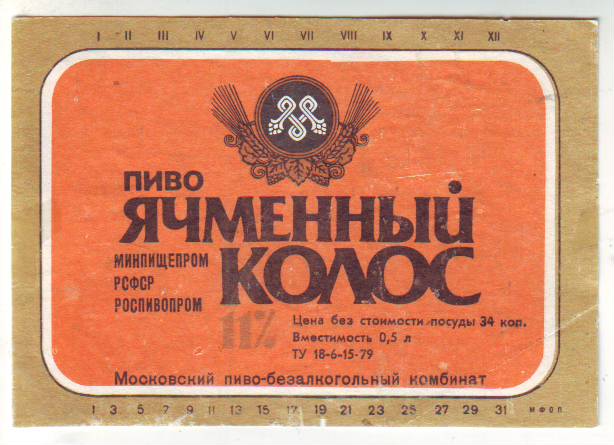 I II III IV V VI VII VIII IX X XI XII
ПИВО
ЯЧМЕННЫЙ
КОЛОС
МИНПИЩЕПРОМ
РСФСР
РОСПИВОПРОМ
11%
Цена без стоимости посуды 34 коп.
Вместимость 0,5 л
ТУ 18-6-15-79
Московский пиво-безалкогольный комбинат
1 3 5 7 9 11 13 15 17 19 21 23 25 27 29 31 МФОП